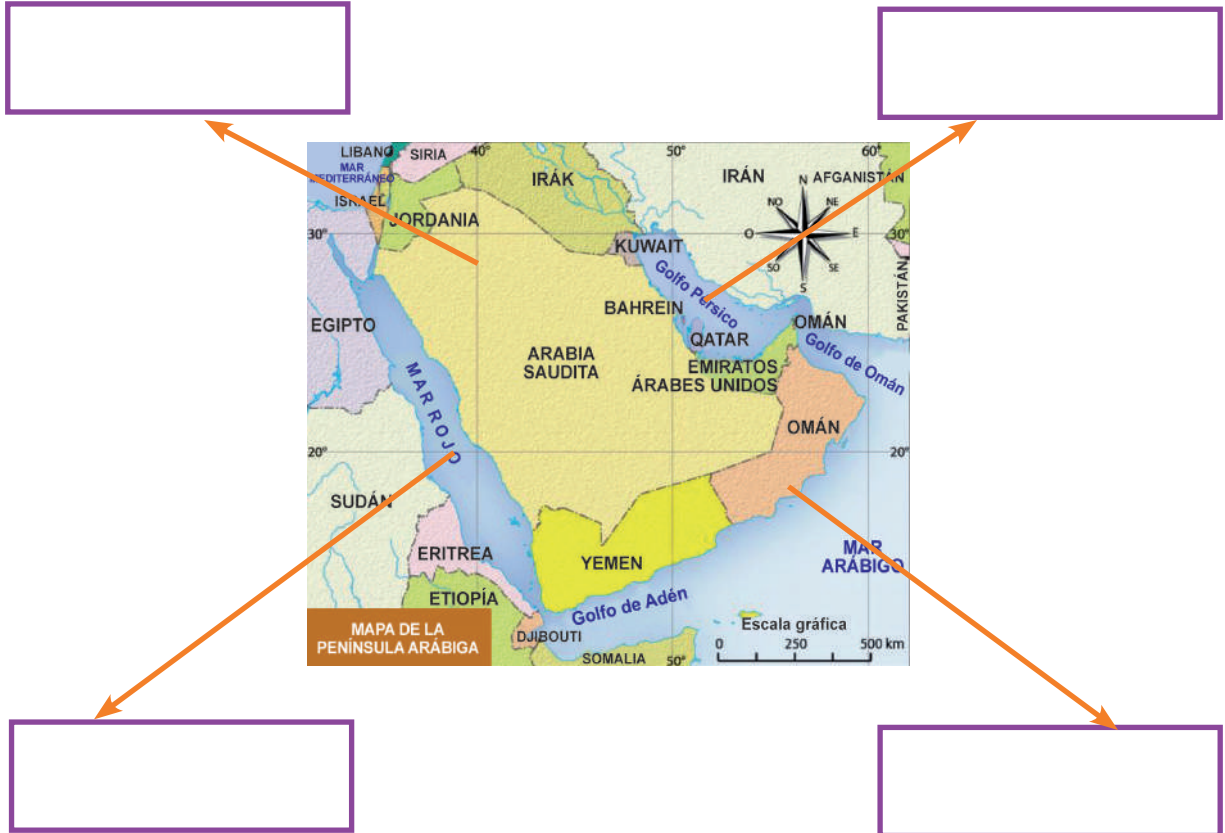 LIBANO
SIRIA
40°
50°
60°
MAR
MEDITERRÁNEO
IRÁK
IRÁN
AFGANISTÁN
ISRAEL
JORDANIA
N
NO
NE
O
E
SO
SE
S
30°
30°
KUWAIT
Golfo Pérsico
PAKISTÁN
BAHREIN
QATAR
OMÁN
Golfo de Omán
EGIPTO
ARABIA
SAUDITA
EMIRATOS
ÁRABES UNIDOS
MAR ROJO
OMÁN
20°
20°
SUDÁN
ERITREA
YEMEN
MAR
ARÁBIGO
ETIOPÍA
Golfo de Adén
MAPA DE LA
PENÍNSULA ARÁBIGA
DJIBOUTI
SOMALIA
50°
Escala gráfica
0 250 500 km